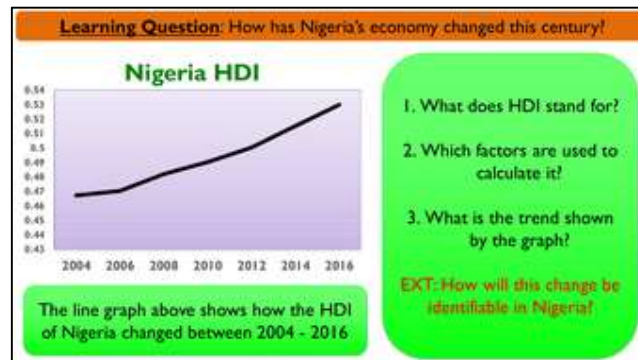 Learning Question: How has Nigeria's economy changed this century?
Nigeria HDI
0.54
0.53
0.52
0.51
0.5
0.49
0.48
0.47
0.46
0.45
0.44
0.43
2004 2006 2008 2010 2012 2014 2016
The line graph above shows how the HDI
of Nigeria changed between 2004 - 2016
1. What does HDI stand for?
2. Which factors are used to
calculate it?
3. What is the trend shown
by the graph?
EXT: How will this change be
identifiable in Nigeria?